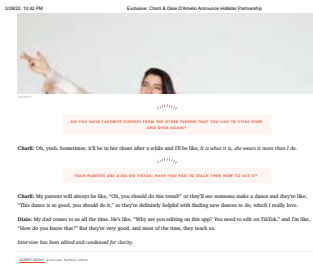 3/28/22, 10:42 PM Exclusive: Charli & Dixie D'Amelio Announce Hollister Partnership
DO YOU HAVE FAVORITE CLOTHES FROM THE OTHER PERSON THAT YOU LIKE TO STEAL OVER
AND OVER AGAIN?
Charli: Oh, yeah. Sometimes, it'll be in her closet after a while and I'll be like, it is what it is, she wears it more than I do.
YOUR PARENTS ARE ALSO ON TIKTOK. HAVE YOU HAD TO TEACH THEM HOW TO USE IT?
Charli: My parents will always be like, "Oh, you should do this trend!" or they'll see someone make a dance and they're like,
"This dance is so good, you should do it," so they're definitely helpful with finding new dances to do, which I really love.
Dixie: My dad comes to us all the time. He's like, "Why are you editing on this app? You need to edit on TikTok," and I'm like,
"How do you know that?" But they're very good, and most of the time, they teach us.
Interview has been edited and condensed for clarity.